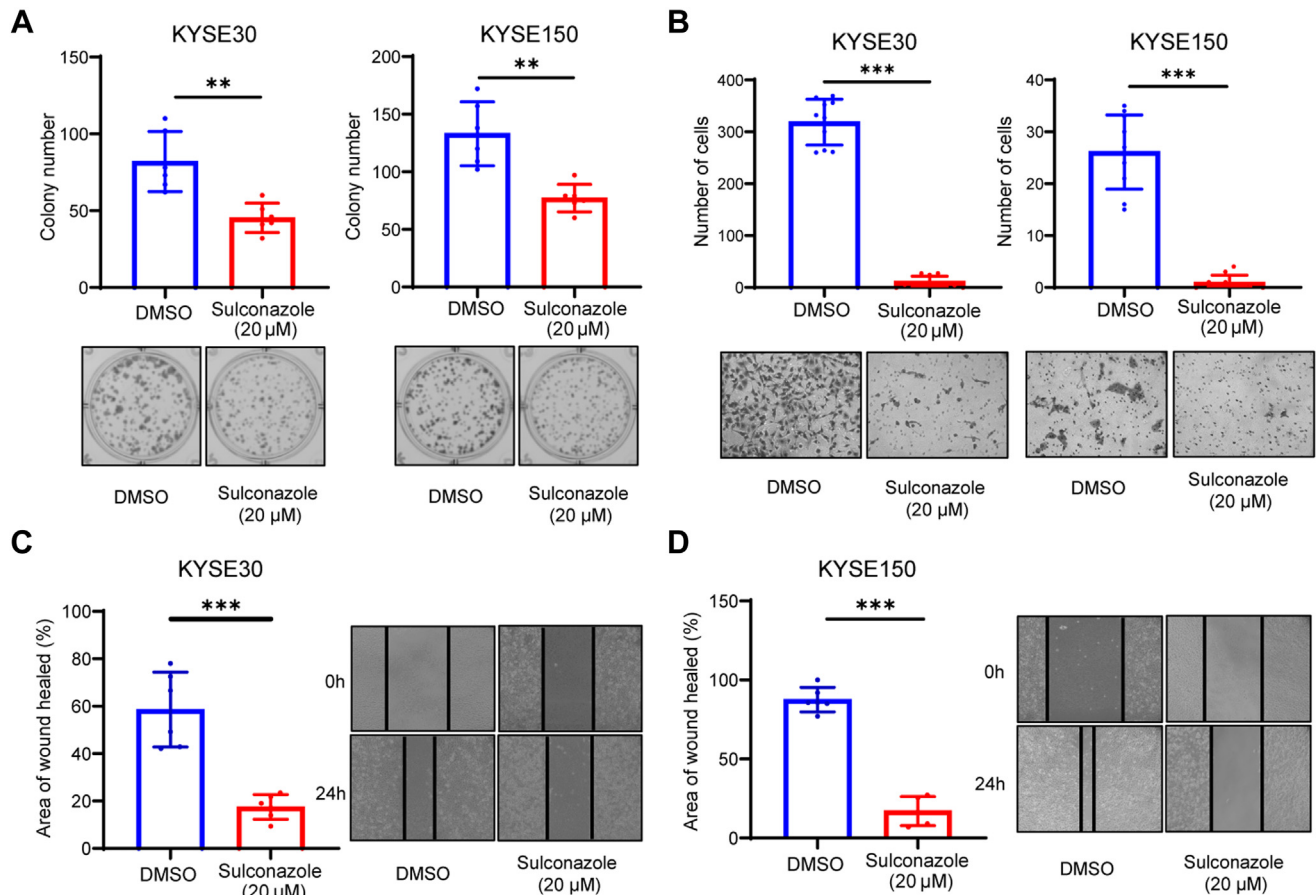 A
KYSE30
150
100
50
0
Colony number
**
DMSO
Sulconazole
(20 µM)
KYSE150
200
150
100
50
0
Colony number
**
DMSO
Sulconazole
(20 µM)
DMSO
Sulconazole
(20 µM)
DMSO
Sulconazole
(20 µM)
B
KYSE30
400
300
200
100
0
Number of cells
***
DMSO
Sulconazole
(20 µM)
KYSE150
40
30
20
10
0
Number of cells
***
DMSO
Sulconazole
(20 µM)
DMSO
Sulconazole
(20 µM)
DMSO
Sulconazole
(20 µM)
C
KYSE30
100
80
60
40
20
0
Area of wound healed (%)
***
DMSO
Sulconazole
(20 µM)
0h
24h
DMSO
Sulconazole
(20 µM)
D
KYSE150
150
100
50
0
Area of wound healed (%)
***
DMSO
Sulconazole
(20 µM)
0h
24h
DMSO
Sulconazole
(20 µM)